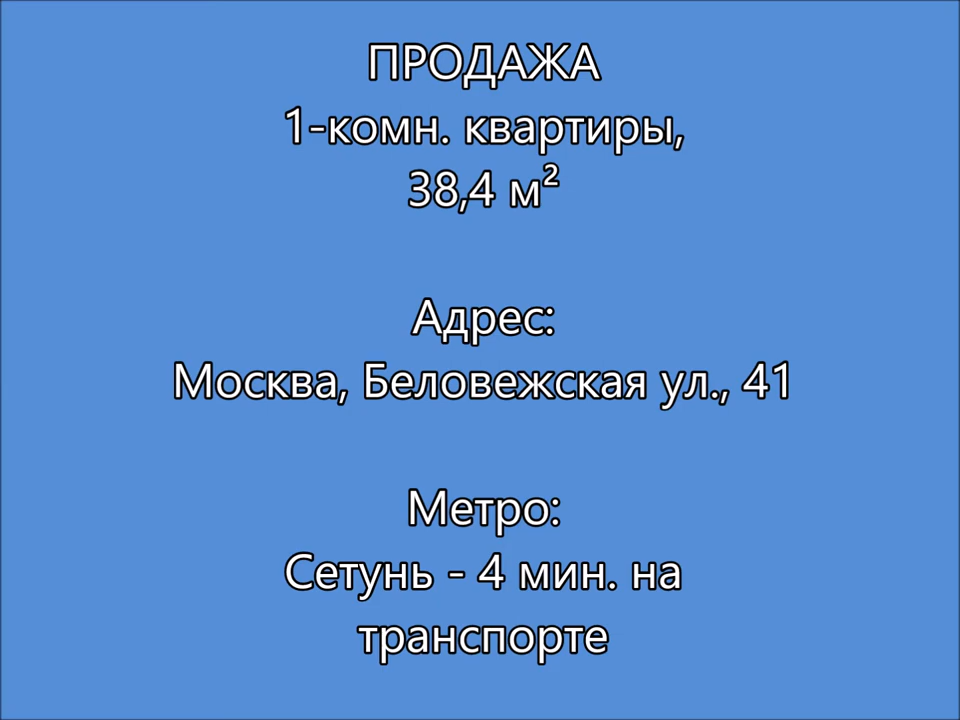 ПРОДАЖА
1-комн. квартиры,
38,4 м²
Адрес:
Москва, Беловежская ул., 41
Метро:
Сетунь - 4 мин. на
транспорте